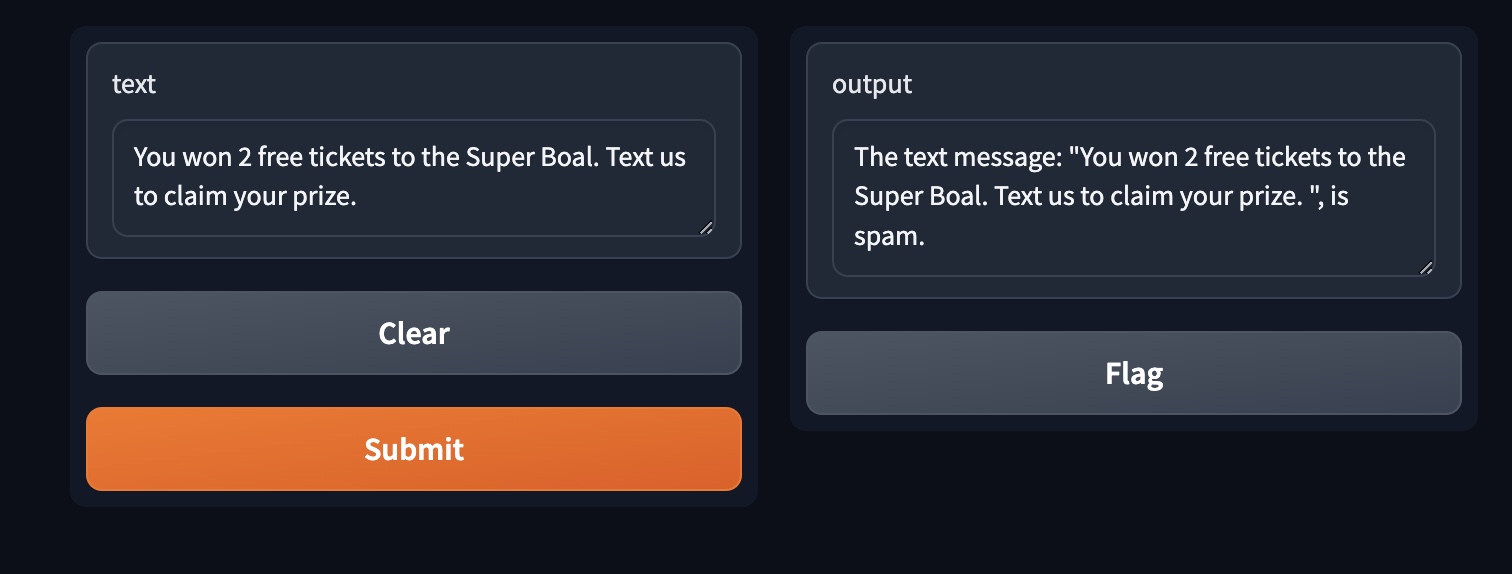 text
You won 2 free tickets to the Super Boal. Text us
to claim your prize.
Clear
Submit
output
The text message: "You won 2 free tickets to the
Super Boal. Text us to claim your prize. ", is
spam.
Flag